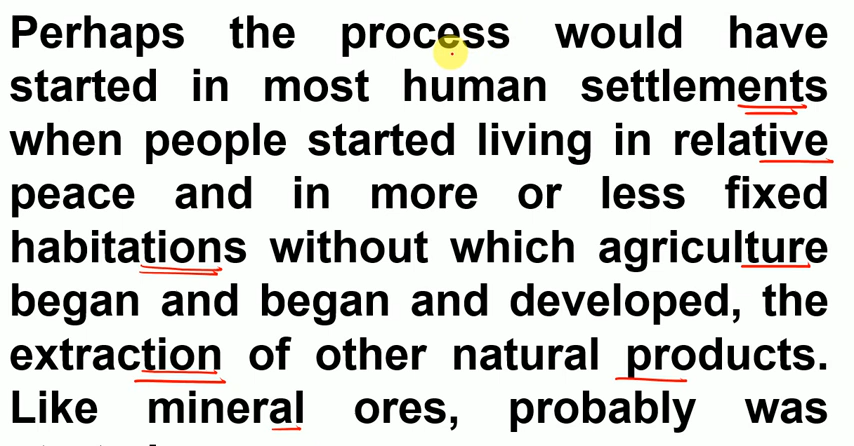 Perhaps the process would have
started in most human settlements
when people started living in relative
peace and in more or less fixed
habitations without which agriculture
began and began and developed, the
extraction of other natural products.
Like mineral ores, probably was